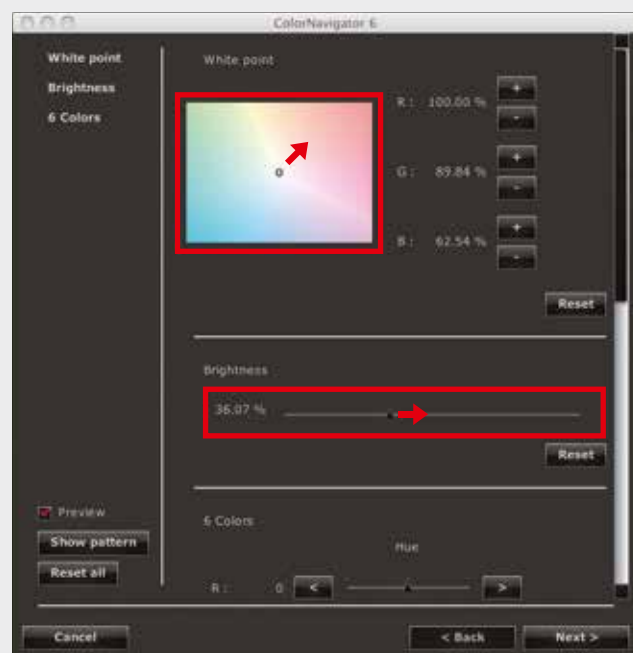 ColorNavigator 6
White point
Brightness
6 Colors
White point
R : 100.00 %
+
-
G : 89.84 %
+
-
B : 62.54 %
+
-
Reset
Brightness
36.07 %
Reset
6 Colors
Hue
R : 0 < >
Preview
Show pattern
Reset all
Cancel < Back Next >